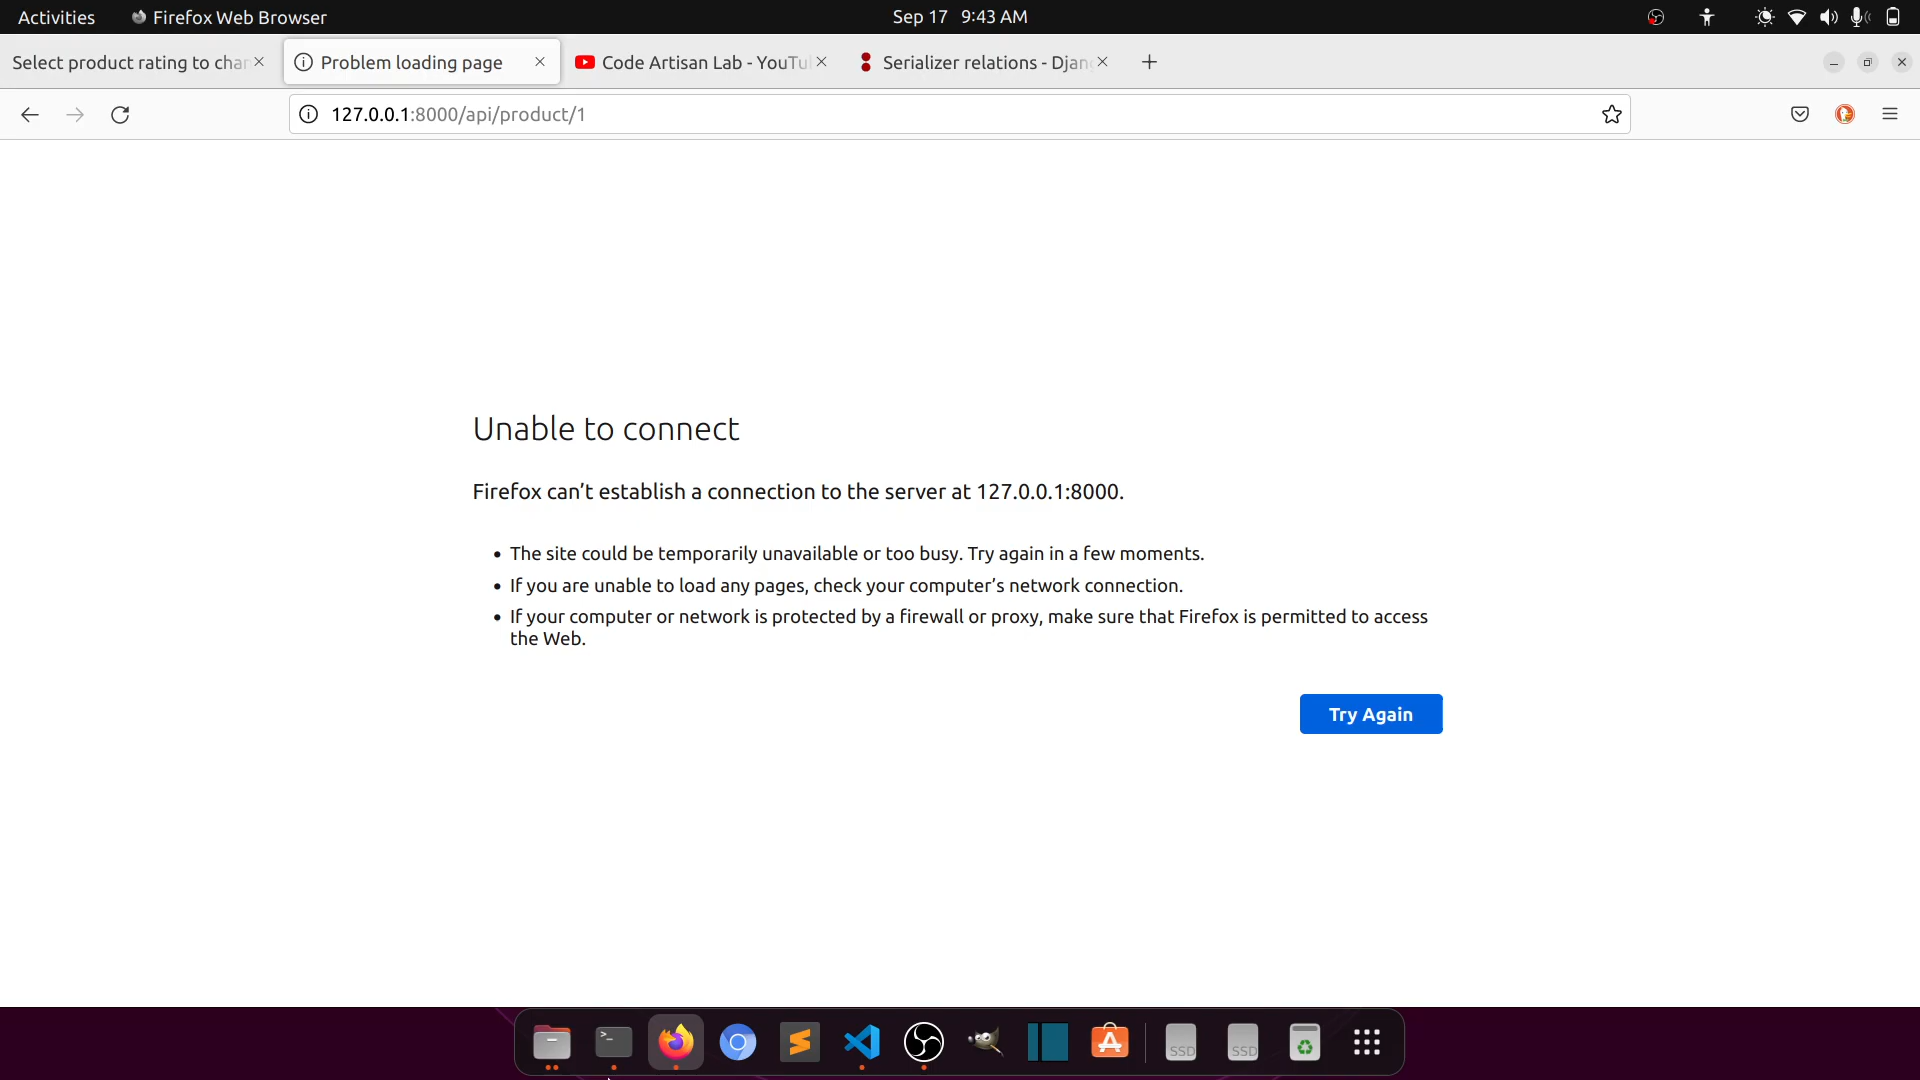 Activities
Firefox Web Browser
Sep 17 9:43 AM
Select product rating to char
Problem loading page
Code Artisan Lab - YouTu
Serializer relations - Djan
127.0.0.1:8000/api/product/1
Unable to connect
Firefox can’t establish a connection to the server at 127.0.0.1:8000.
The site could be temporarily unavailable or too busy. Try again in a few moments.
If you are unable to load any pages, check your computer’s network connection.
If your computer or network is protected by a firewall or proxy, make sure that Firefox is permitted to access
the Web.
Try Again
SSD
SSD